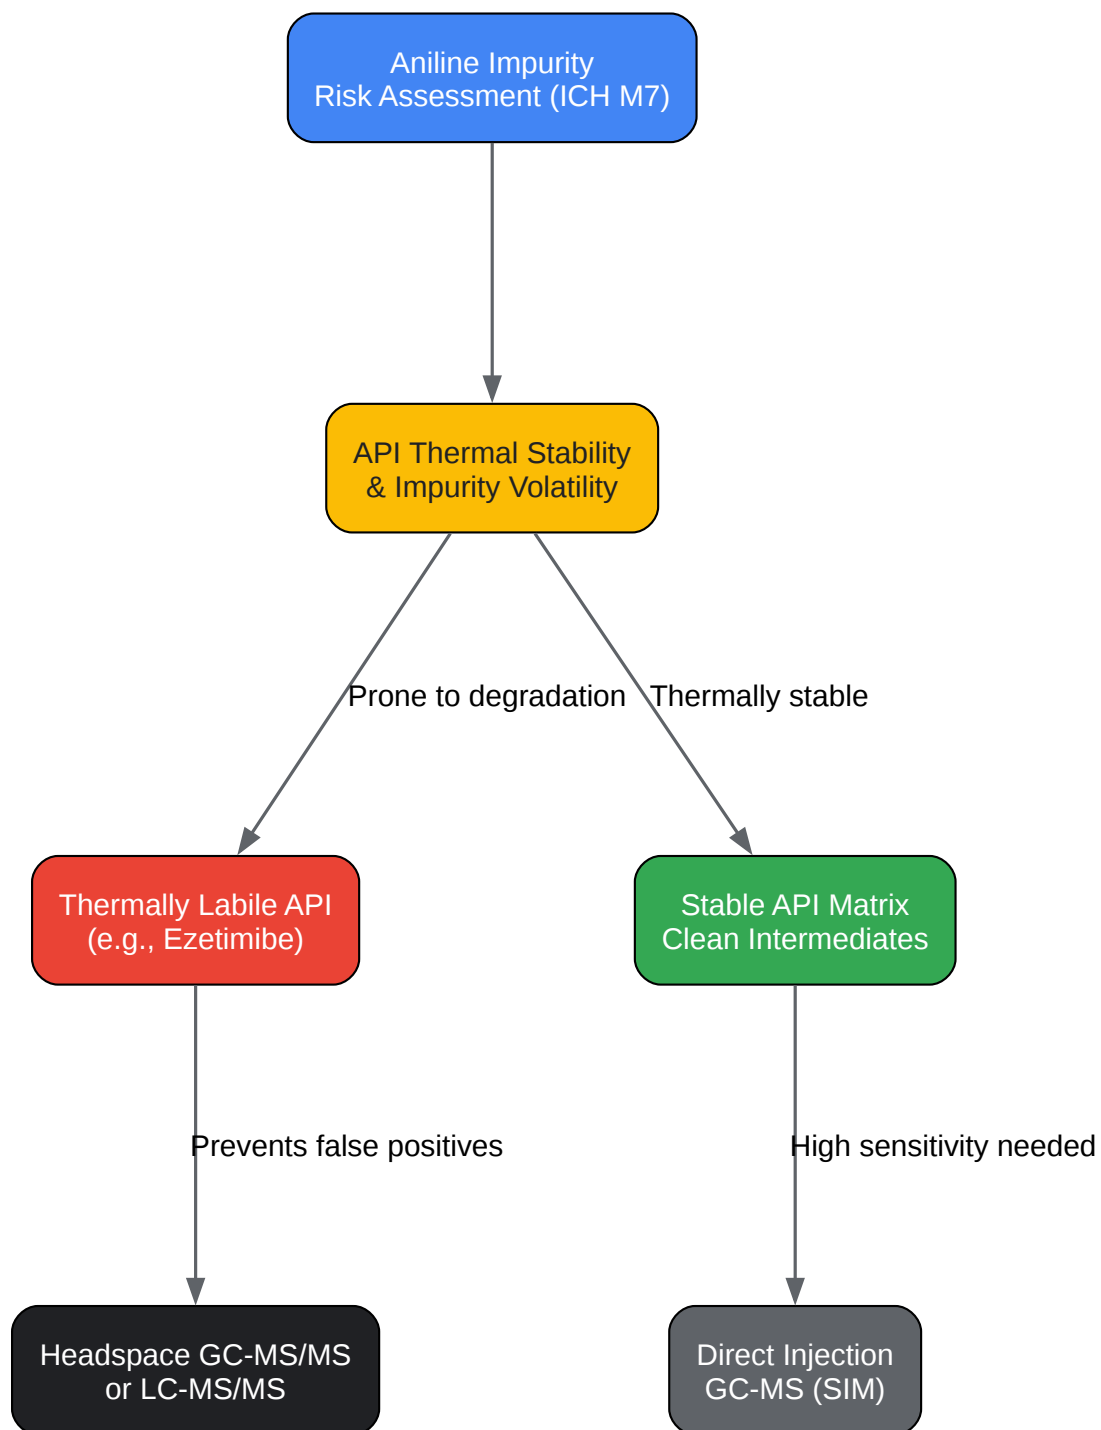 Aniline Impurity
Risk Assessment (ICH M7)
API Thermal Stability
& Impurity Volatility
Prone to degradation
Thermally stable
Thermally Labile API
(e.g., Ezetimibe)
Stable API Matrix
Clean Intermediates
Prevents false positives
High sensitivity needed
Headspace GC-MS/MS
or LC-MS/MS
Direct Injection
GC-MS (SIM)